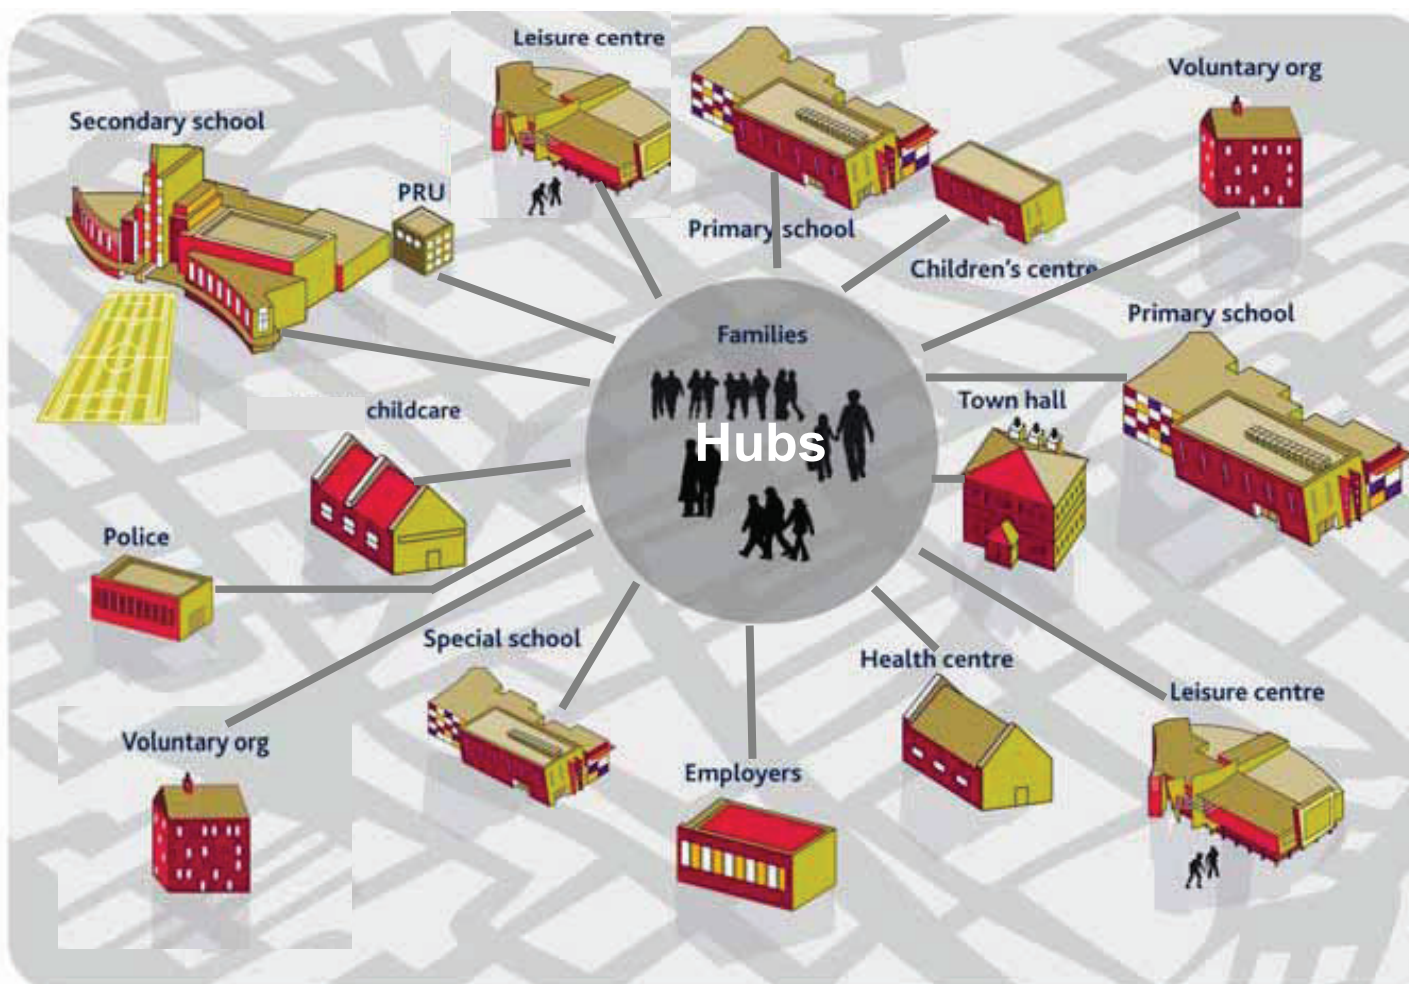 Leisure centre
Voluntary org
Secondary school
PRU
Primary school
Children's centre
Primary school
Families
childcare
Town hall
Hubs
Police
Special school
Health centre
Leisure centre
Voluntary org
Employers